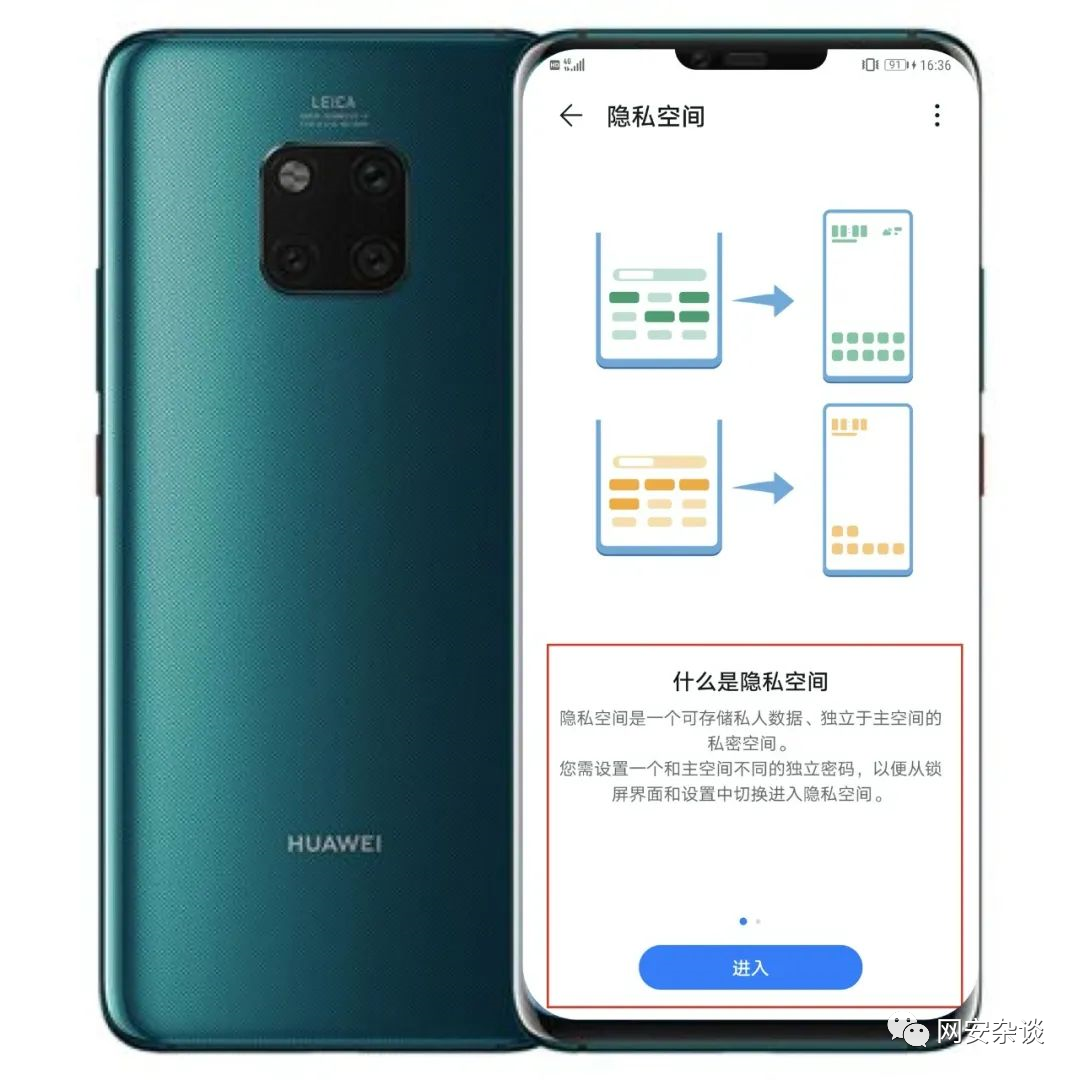 LEICA
HD 4G 91 16:36
隐私空间
什么是隐私空间
隐私空间是一个可存储私人数据、独立于主空间的
私密空间。
您需设置一个和主空间不同的独立密码，以便从锁
屏界面和设置中切换进入隐私空间。
进入
HUAWEI
网安杂谈